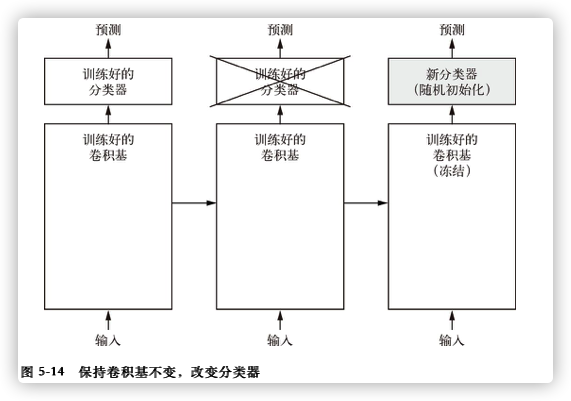 预测
训练好的
分类器
训练好的
卷积基
输入
预测
训练好的
分类器
训练好的
卷积基
输入
预测
新分类器
（随机初始化）
训练好的
卷积基
（冻结）
输入
图 5-14 保持卷积基不变，改变分类器